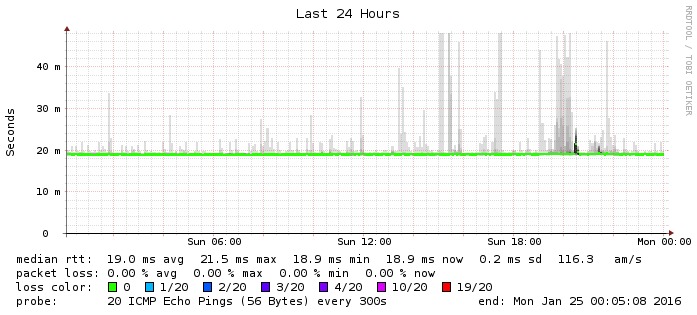 Last 24 Hours
RRDTOOL / TOBI OETIKER
Seconds
40 m
30 m
20 m
10 m
0
Sun 06:00 Sun 12:00 Sun 18:00 Mon 00:00
median rtt: 19.0 ms avg 21.5 ms max 18.9 ms min 18.9 ms now 0.2 ms sd 116.3 am/s
packet loss: 0.00 % avg 0.00 % max 0.00 % min 0.00 % now
loss color: 0 1/20 2/20 3/20 4/20 10/20 19/20
probe: 20 ICMP Echo Pings (56 Bytes) every 300s end: Mon Jan 25 00:05:08 2016